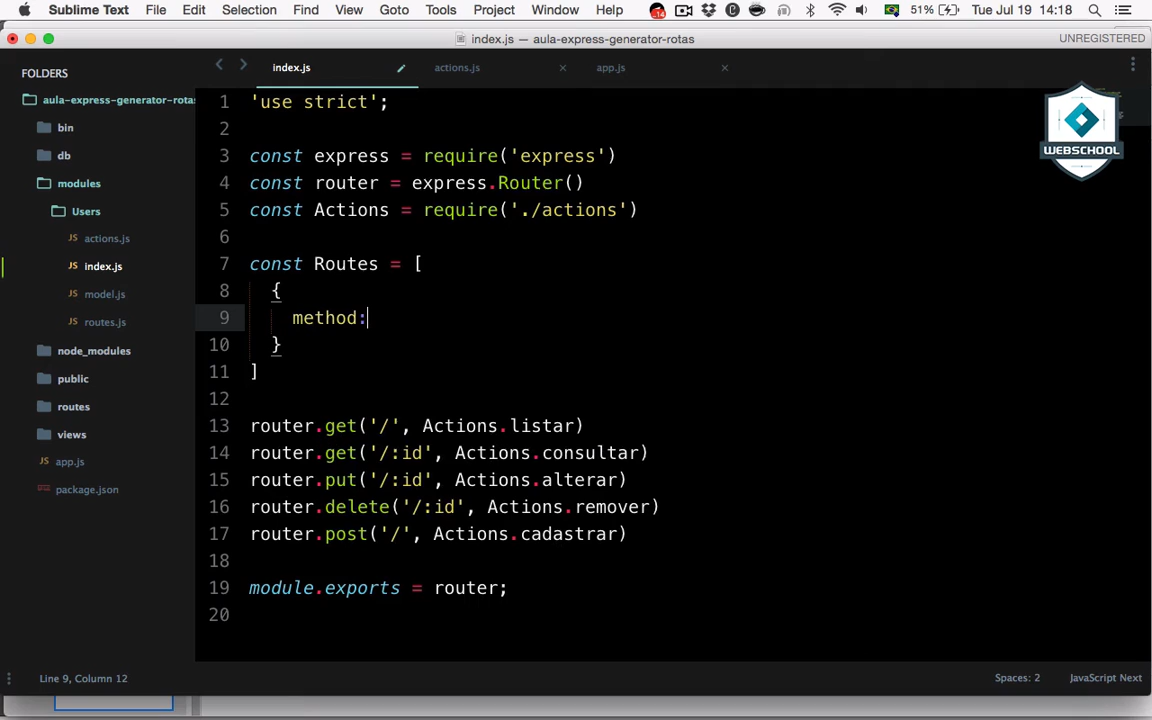 Sublime Text File Edit Selection Find View Goto Tools Project Window Help 14 51% Tue Jul 19 14:18
index.js — aula-express-generator-rotas UNREGISTERED
FOLDERS
aula-express-generator-rotas
bin
db
modules
Users
actions.js
index.js
model.js
routes.js
node_modules
public
routes
views
app.js
package.json
index.js actions.js app.js
1 'use strict';
2
3 const express = require('express')
4 const router = express.Router()
5 const Actions = require('./actions')
6
7 const Routes = [
8 {
9 method:
10 }
11 ]
12
13 router.get('/', Actions.listar)
14 router.get('/:id', Actions.consultar)
15 router.put('/:id', Actions.alterar)
16 router.delete('/:id', Actions.remover)
17 router.post('/', Actions.cadastrar)
18
19 module.exports = router;
20
WEBSCHOOL
Line 9, Column 12 Spaces: 2 JavaScript Next